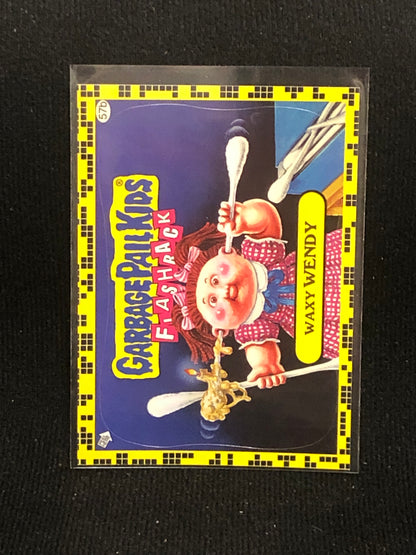 57b
GARBAGE PAIL KIDS®
FLASHBACK
WAXY WENDY